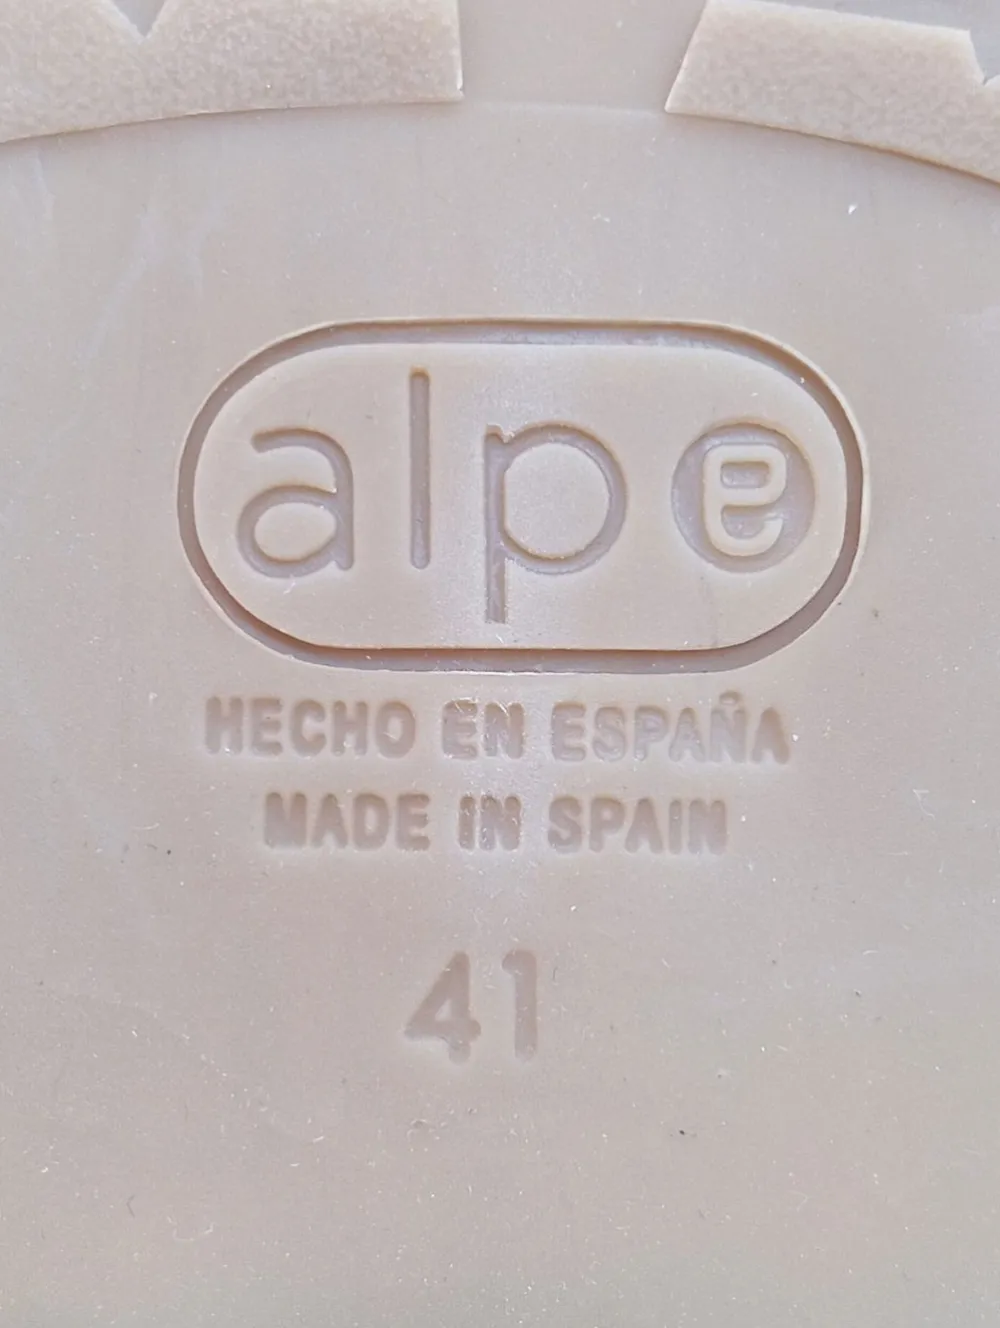 alpe
HECHO EN ESPAÑA
MADE IN SPAIN
41